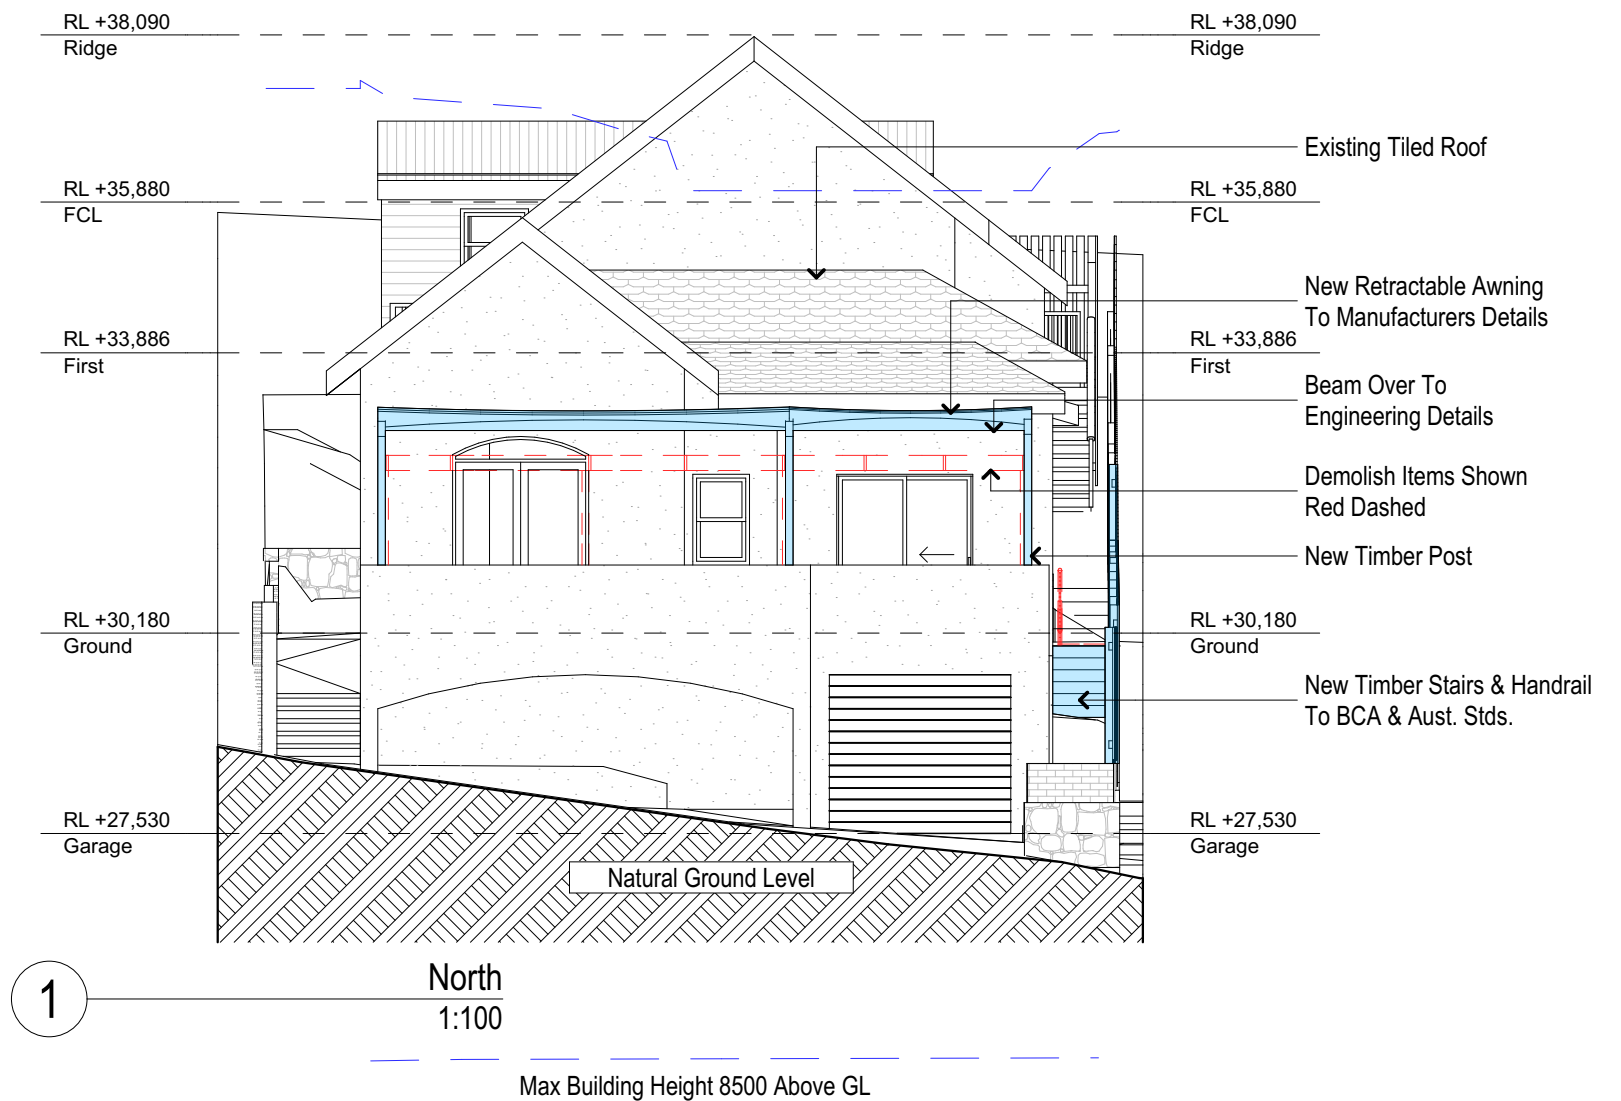 RL +38,090
Ridge
RL +38,090
Ridge
Existing Tiled Roof
RL +35,880
FCL
RL +35,880
FCL
New Retractable Awning
To Manufacturers Details
RL +33,886
First
RL +33,886
First
Beam Over To
Engineering Details
Demolish Items Shown
Red Dashed
New Timber Post
RL +30,180
Ground
RL +30,180
Ground
New Timber Stairs & Handrail
To BCA & Aust. Stds.
RL +27,530
Garage
RL +27,530
Garage
Natural Ground Level
1
North
1:100
Max Building Height 8500 Above GL